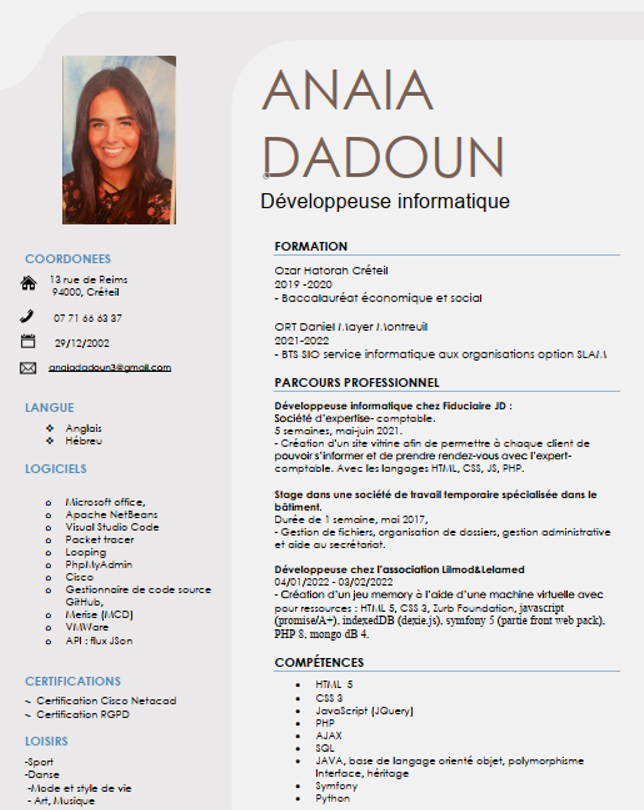 ANAIA
DADOUN
Développeuse informatique
COORDONEES
13 rue de Reims
94000, Créteil
07 71 66 63 37
29/12/2002
anaiadadoun3@gmail.com
LANGUE
❖ Anglais
❖ Hébreu
LOGICIELS
o Microsoft office,
o Apache NetBeans
o Visual Studio Code
o Packet tracer
o Looping
o PhpMyAdmin
o Cisco
o Gestionnaire de code source
GitHub,
o Merise (MCD)
o VMWare
o API : flux JSon
CERTIFICATIONS
~ Certification Cisco Netacad
~ Certification RGPD
LOISIRS
-Sport
-Danse
-Mode et style de vie
- Art, Musique
FORMATION
Ozar Hatorah Créteil
2019 -2020
- Baccalauréat économique et social
ORT Daniel Mayer Montreuil
2021-2022
- BTS SIO service informatique aux organisations option SLAM
PARCOURS PROFESSIONNEL
Développeuse informatique chez Fiduciaire JD :
Société d'expertise- comptable.
5 semaines, mai-juin 2021.
- Création d'un site vitrine afin de permettre à chaque client de
pouvoir s'informer et de prendre rendez-vous avec l'expert-
comptable. Avec les langages HTML, CSS, JS, PHP.
Stage dans une société de travail temporaire spécialisée dans le
bâtiment.
Durée de 1 semaine, mai 2017,
- Gestion de fichiers, organisation de dossiers, gestion administrative
et aide au secrétariat.
Développeuse chez l'association Lilmod&Lelamed
04/01/2022 - 03/02/2022
- Création d'un jeu memory à l'aide d'une machine virtuelle avec
pour ressources : HTML 5, CSS 3, Zurb Foundation, javascript
(promise/A+), indexedDB (dexie.js), symfony 5 (partie front web pack),
PHP 8, mongo dB 4.
COMPÉTENCES
• HTML 5
• CSS 3
• JavaScript (JQuery)
• PHP
• AJAX
• SQL
• JAVA, base de langage orienté objet, polymorphisme
Interface, héritage
• Symfony
• Python